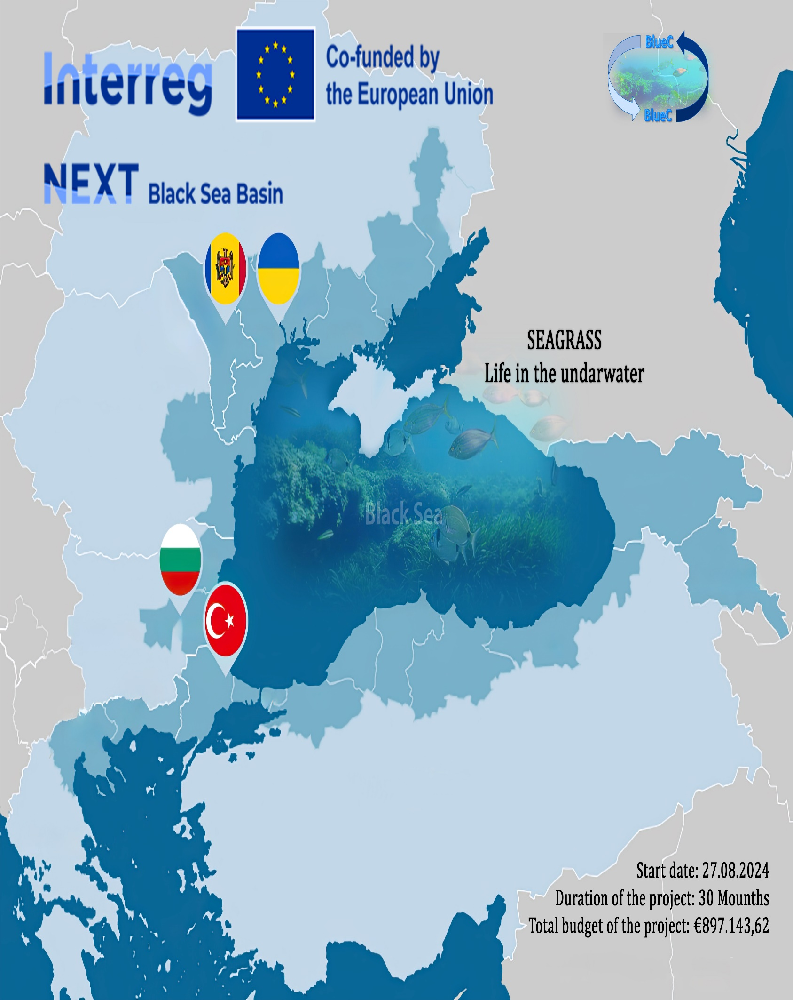 Interreg
Co-funded by
the European Union
NEXT Black Sea Basin
BlueC
BlueC
SEAGRASS
Life in the undarwater
Black Sea
Start date: 27.08.2024
Duration of the project: 30 Mounths
Total budget of the project: €897.143,62